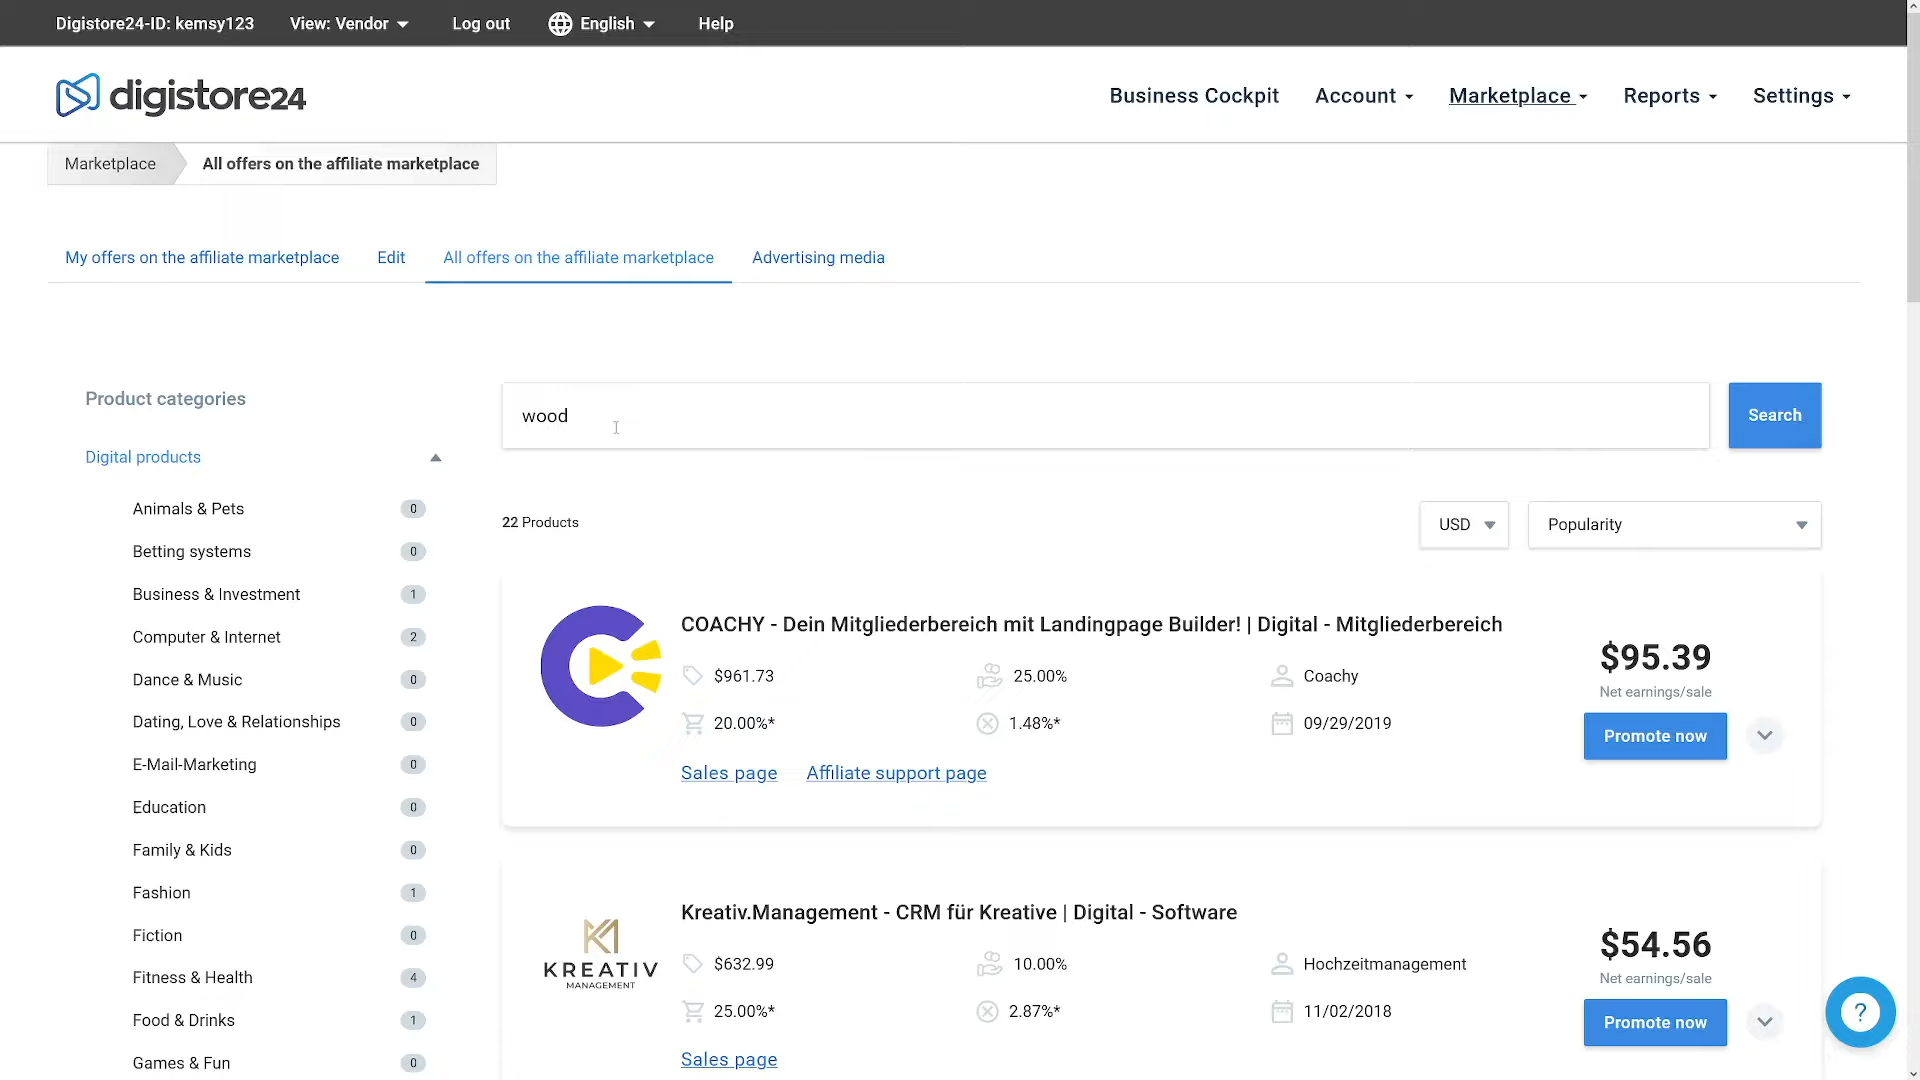 Digistore24-ID: kemsy123 View: Vendor Log out English Help
digistore24
Business Cockpit Account Marketplace Reports Settings
Marketplace All offers on the affiliate marketplace
My offers on the affiliate marketplace Edit All offers on the affiliate marketplace Advertising media
Product categories
Digital products
Animals & Pets 0
Betting systems 0
Business & Investment 1
Computer & Internet 2
Dance & Music 0
Dating, Love & Relationships 0
E-Mail-Marketing 0
Education 0
Family & Kids 0
Fashion 1
Fiction 0
Fitness & Health 4
Food & Drinks 1
Games & Fun 0
wood
Search
22 Products
USD Popularity
COACHY - Dein Mitgliederbereich mit Landingpage Builder! | Digital - Mitgliederbereich
$961.73 25.00% Coachy
20.00%* 1.48%* 09/29/2019
Sales page Affiliate support page
$95.39
Net earnings/sale
Promote now
KREATIV
MANAGEMENT
Kreativ.Management - CRM für Kreative | Digital - Software
$632.99 10.00% Hochzeitmanagement
25.00%* 2.87%* 11/02/2018
Sales page
$54.56
Net earnings/sale
Promote now
?